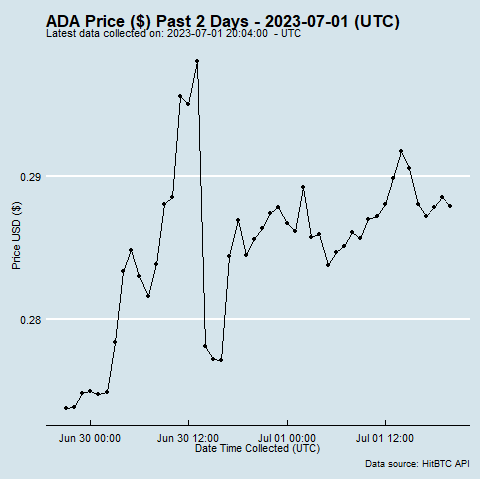 ADA Price ($) Past 2 Days - 2023-07-01 (UTC)
Latest data collected on: 2023-07-01 20:04:00 - UTC
0.29
Price USD ($)
0.28
Jun 30 00:00 Jun 30 12:00 Jul 01 00:00 Jul 01 12:00
Date Time Collected (UTC)
Data source: HitBTC API